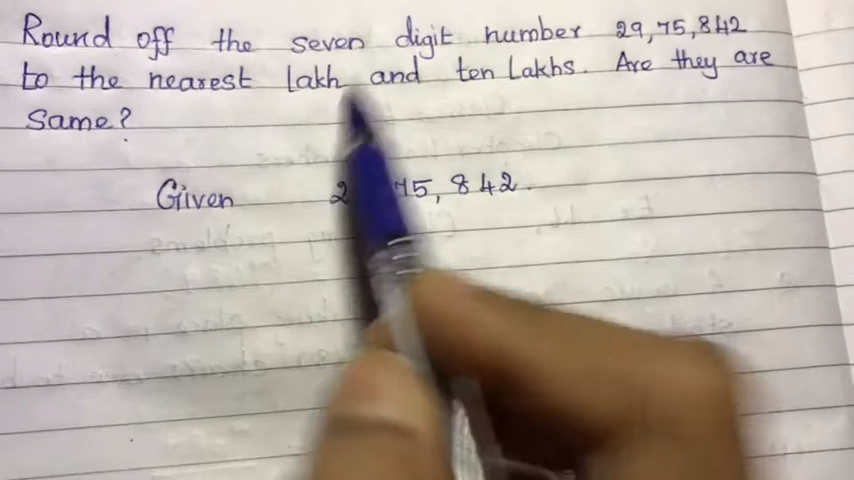 Round off the seven digit number 29,75,842
to the nearest lakh and ten Lakhs. Are they are
same?
Given 2 75,842.